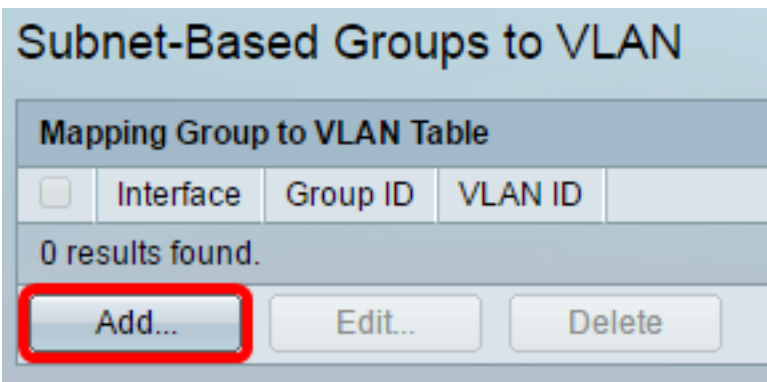 Subnet-Based Groups to VLAN
Mapping Group to VLAN Table
Interface Group ID VLAN ID
0 results found.
Add... Edit... Delete